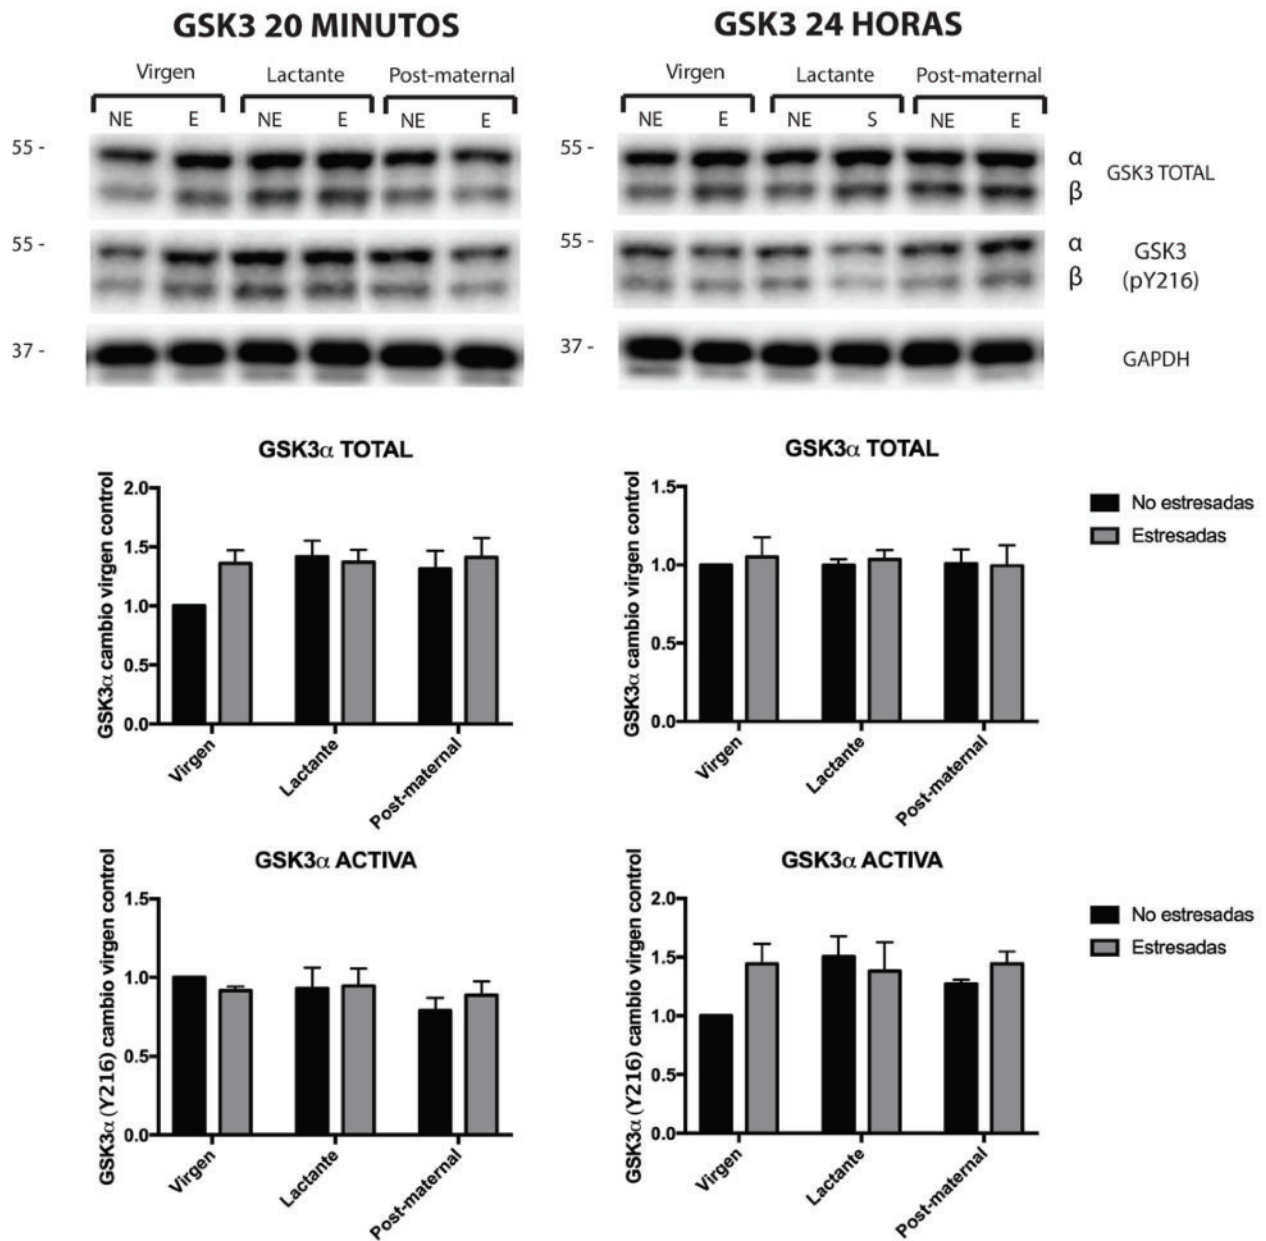 GSK3 20 MINUTOS
GSK3 24 HORAS
Virgen Lactante Post-maternal
Virgen Lactante Post-maternal
NE E NE E NE E
NE E NE S NE E
55 -
55 -
α
β
GSK3 TOTAL
55 -
55 -
α
β
GSK3
(pY216)
37 -
37 -
GAPDH
GSK3α TOTAL
GSK3α cambio virgen control
2.0
1.5
1.0
0.5
0.0
Virgen
Lactante
Post-maternal
GSK3α TOTAL
GSK3α cambio virgen control
1.5
1.0
0.5
0.0
Virgen
Lactante
Post-maternal
No estresadas
Estresadas
GSK3α ACTIVA
GSK3α (Y216) cambio virgen control
1.5
1.0
0.5
0.0
Virgen
Lactante
Post-maternal
GSK3α ACTIVA
GSK3α (Y216) cambio virgen control
2.0
1.5
1.0
0.5
0.0
Virgen
Lactante
Post-maternal
No estresadas
Estresadas